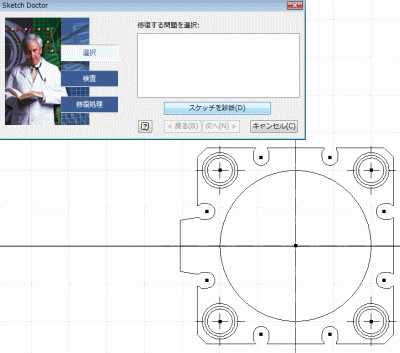 Sketch Doctor
修復する問題を選択:
選択
検査
修復処理
スケッチを診断(D)
< 戻る(B)
次へ(N) >
キャンセル(C)